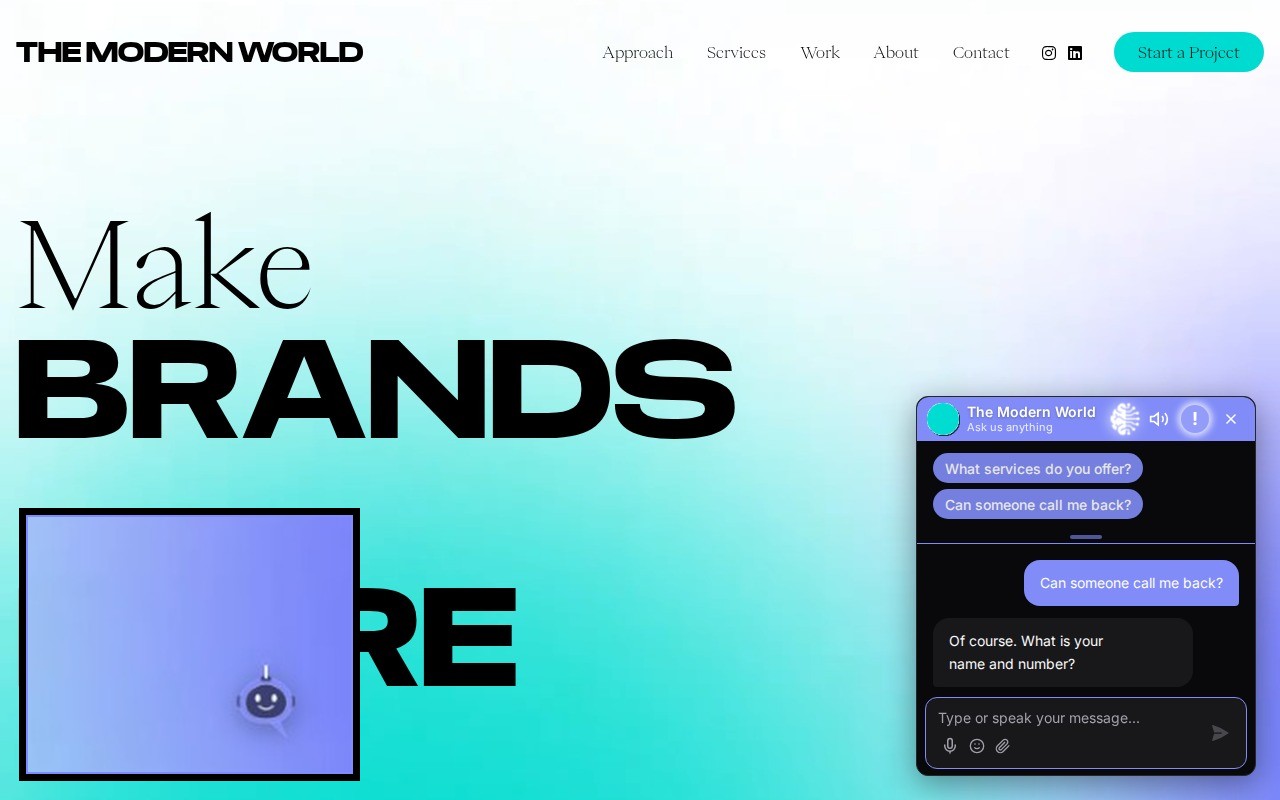 THE MODERN WORLD
Approach
Services
Work
About
Contact
Start a Project
Make
BRANDS
RE
The Modern World
Ask us anything
What services do you offer?
Can someone call me back?
Can someone call me back?
Of course. What is your
name and number?
Type or speak your message...